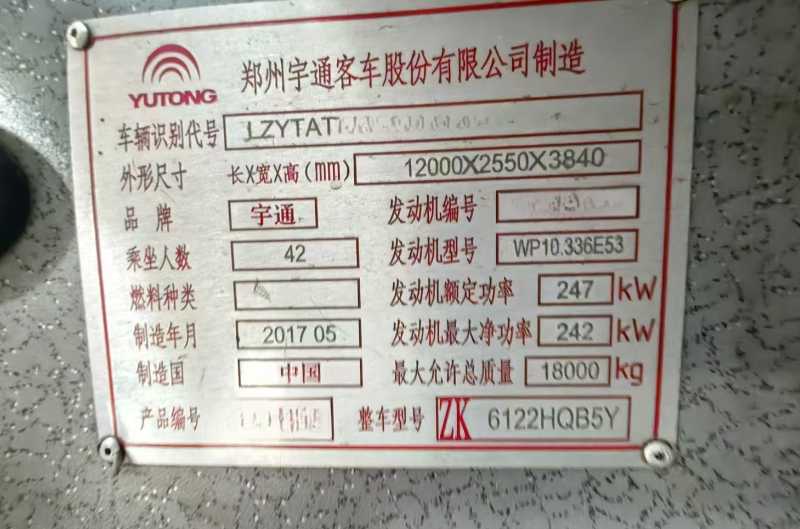 YUTONG
郑州宇通客车股份有限公司制造
车辆识别代号 LZYTAT
外形尺寸 长X宽X高(mm) 12000X2550X3840
品牌 宇通 发动机编号
乘坐人数 42 发动机型号 WP10.336E53
燃料种类 发动机额定功率 247 kW
制造年月 2017 05 发动机最大净功率 242 kW
制造国 中国 最大允许总质量 18000 kg
产品编号 整车型号 ZK 6122HQB5Y